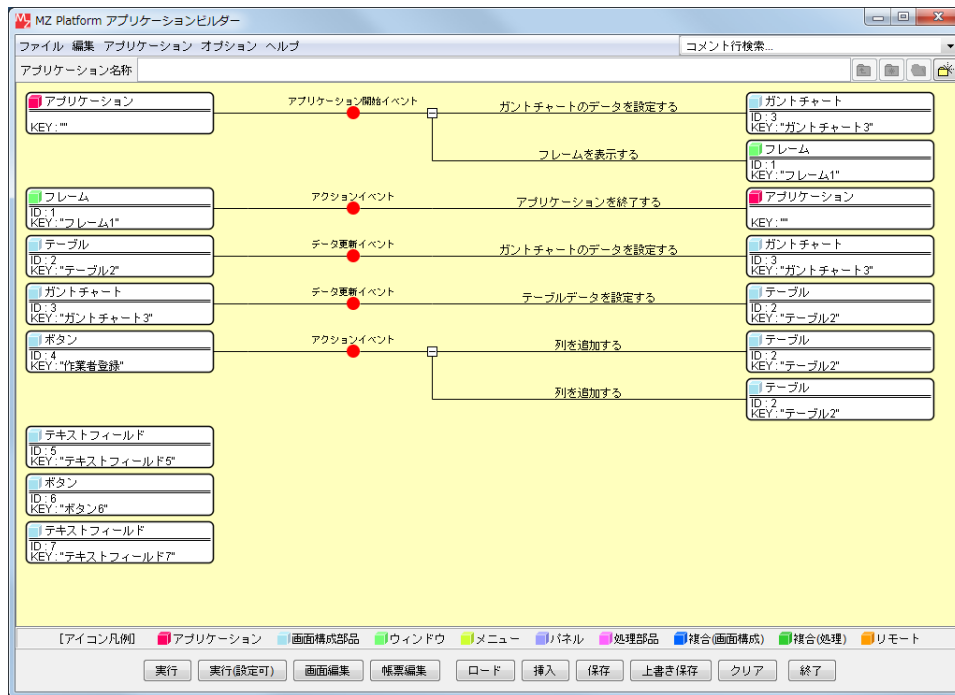 MZ Platform アプリケーションビルダー
ファイル 編集 アプリケーション オプション ヘルプ
コメント行検索...
アプリケーション名称
アプリケーション
KEY:""
アプリケーション開始イベント
ガントチャートのデータを設定する
ガントチャート
ID:3
KEY:"ガントチャート3"
フレームを表示する
フレーム
ID:1
KEY:"フレーム1"
フレーム
ID:1
KEY:"フレーム1"
アクションイベント
アプリケーションを終了する
アプリケーション
KEY:""
テーブル
ID:2
KEY:"テーブル2"
データ更新イベント
ガントチャートのデータを設定する
ガントチャート
ID:3
KEY:"ガントチャート3"
ガントチャート
ID:3
KEY:"ガントチャート3"
データ更新イベント
テーブルデータを設定する
テーブル
ID:2
KEY:"テーブル2"
ボタン
ID:4
KEY:"作業者登録"
アクションイベント
列を追加する
テーブル
ID:2
KEY:"テーブル2"
列を追加する
テーブル
ID:2
KEY:"テーブル2"
テキストフィールド
ID:5
KEY:"テキストフィールド5"
ボタン
ID:6
KEY:"ボタン6"
テキストフィールド
ID:7
KEY:"テキストフィールド7"
[アイコン凡例] アプリケーション 画面構成部品 ウィンドウ メニュー パネル 処理部品 複合(画面構成) 複合(処理) リモート
実行 実行(設定可) 画面編集 帳票編集 ロード 挿入 保存 上書き保存 クリア 終了